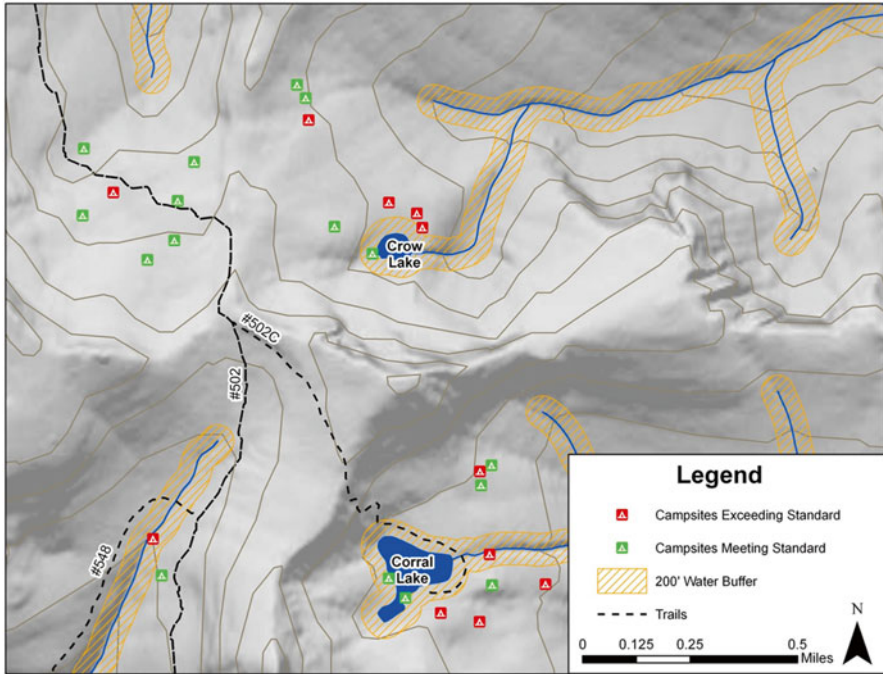 Crow
Lake
#502C
#502
#548
Corral
Lake
Legend
Campsites Exceeding Standard
Campsites Meeting Standard
200' Water Buffer
Trails
N
0 0.125 0.25 0.5
Miles